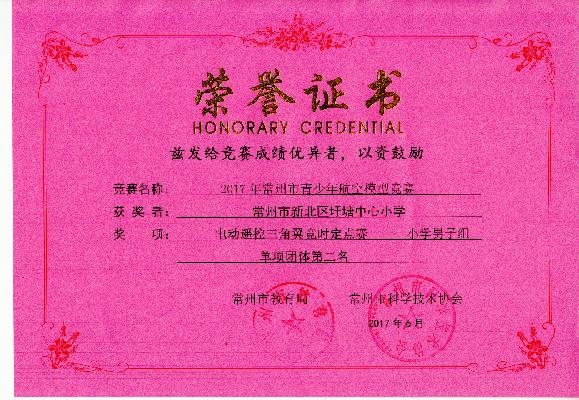 荣誉证书
HONORARY CREDENTIAL
兹发给竞赛成绩优异者，以资鼓励
竞赛名称： 2017年常州市青少年航空模型竞赛
获奖者： 常州市新北区圩塘中心小学
奖项： 电动遥控三角翼竞时定点赛 小学男子组
单项团体第二名
常州市教育局 常州市科学技术协会
2017年6月